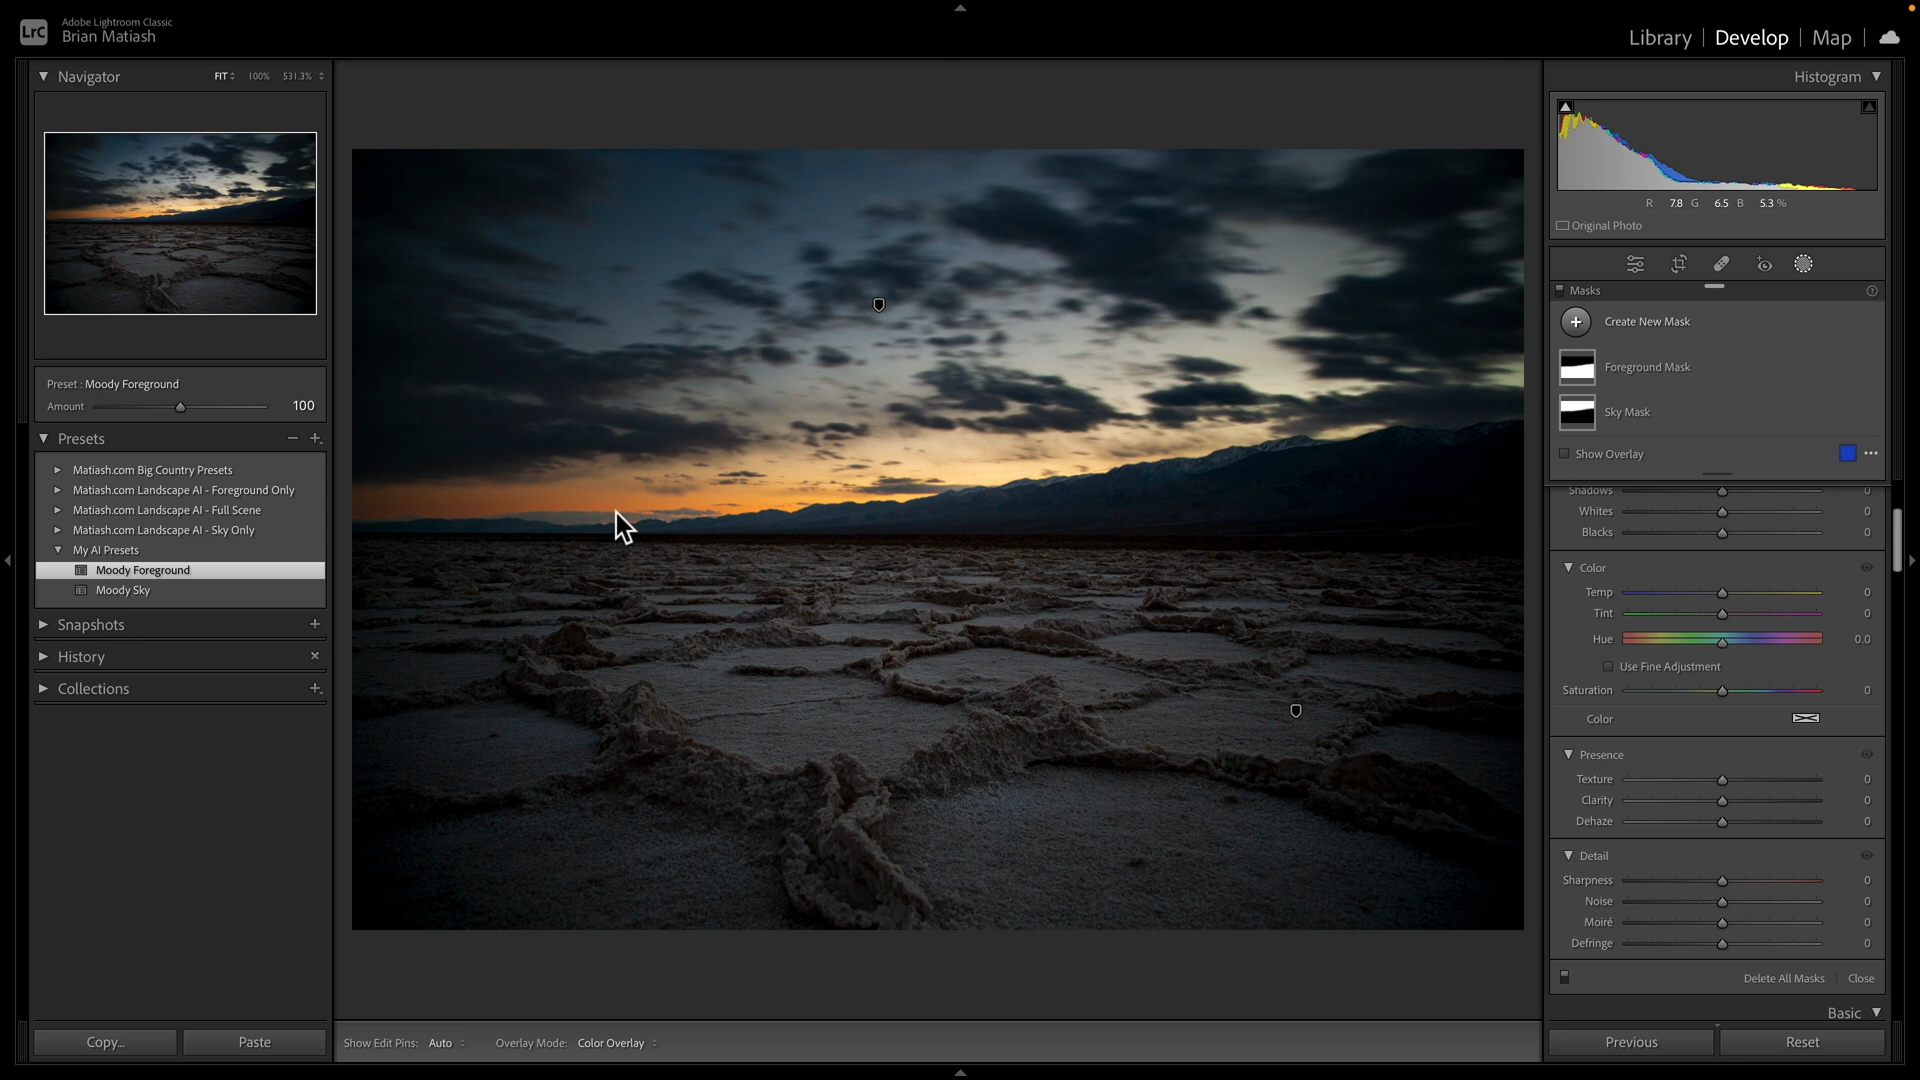 LrC
Adobe Lightroom Classic
Brian Matiash
Library | Develop | Map
Navigator FIT 100% 531.3%
Preset : Moody Foreground
Amount 100
Presets
Matiash.com Big Country Presets
Matiash.com Landscape AI - Foreground Only
Matiash.com Landscape AI - Full Scene
Matiash.com Landscape AI - Sky Only
My AI Presets
Moody Foreground
Moody Sky
Snapshots
History
Collections
Copy... Paste
Show Edit Pins: Auto Overlay Mode: Color Overlay
Histogram
R 7.8 G 6.5 B 5.3 %
Original Photo
Masks
Create New Mask
Foreground Mask
Sky Mask
Show Overlay
Shadows 0
Whites 0
Blacks 0
Color
Temp 0
Tint 0
Hue 0.0
Use Fine Adjustment
Saturation 0
Color
Presence
Texture 0
Clarity 0
Dehaze 0
Detail
Sharpness 0
Noise 0
Moiré 0
Defringe 0
Delete All Masks Close
Basic
Previous Reset